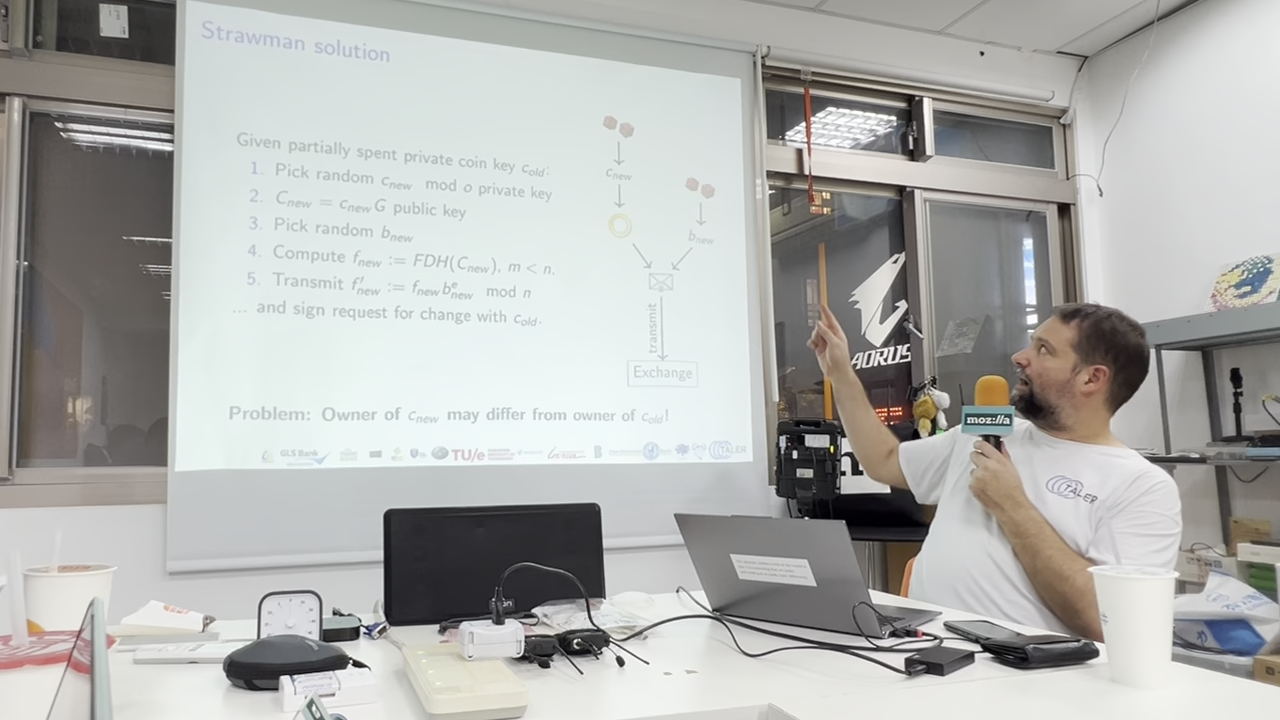 Strawman solution
Given partially spent private coin key c_old:
1. Pick random c_new mod o private key
2. C_new = c_new G public key
3. Pick random b_new
4. Compute f_new := FDH(C_new), m < n.
5. Transmit f'_new := f_new b^e_new mod n
... and sign request for change with c_old.
c_new
b_new
transmit
Exchange
Problem: Owner of c_new may differ from owner of c_old!
GLS Bank
TU/e
TALER
AORUS
moz://a
TALER